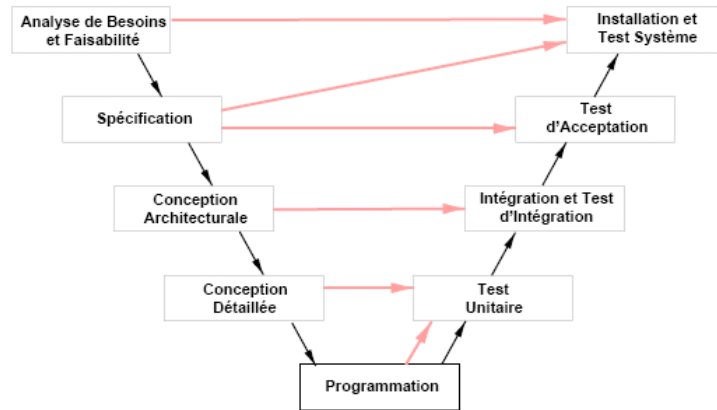 Analyse de Besoins
et Faisabilité
Installation et
Test Système
Spécification
Test
d'Acceptation
Conception
Architecturale
Intégration et Test
d'Intégration
Conception
Détaillée
Test
Unitaire
Programmation